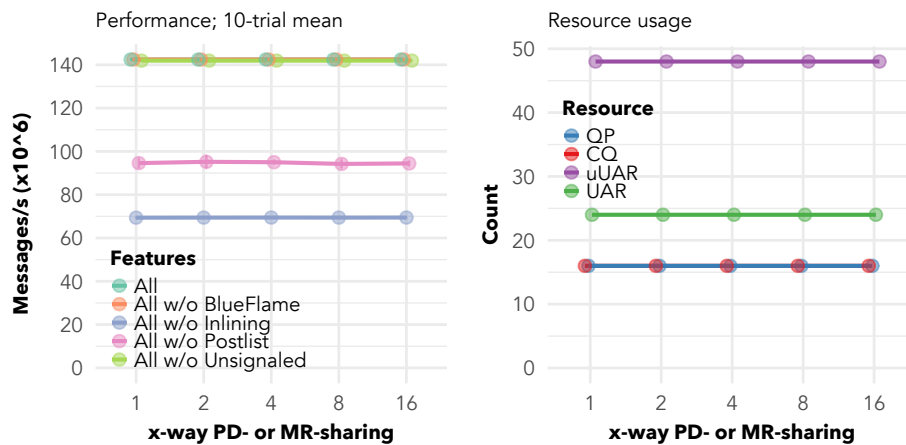 Performance; 10-trial mean
Messages/s (x10^6)
140
120
100
80
60
40
20
0
Features
All
All w/o BlueFlame
All w/o Inlining
All w/o Postlist
All w/o Unsignaled
1 2 4 8 16
x-way PD- or MR-sharing
Resource usage
Count
50
40
30
20
10
0
Resource
QP
CQ
uUAR
UAR
1 2 4 8 16
x-way PD- or MR-sharing